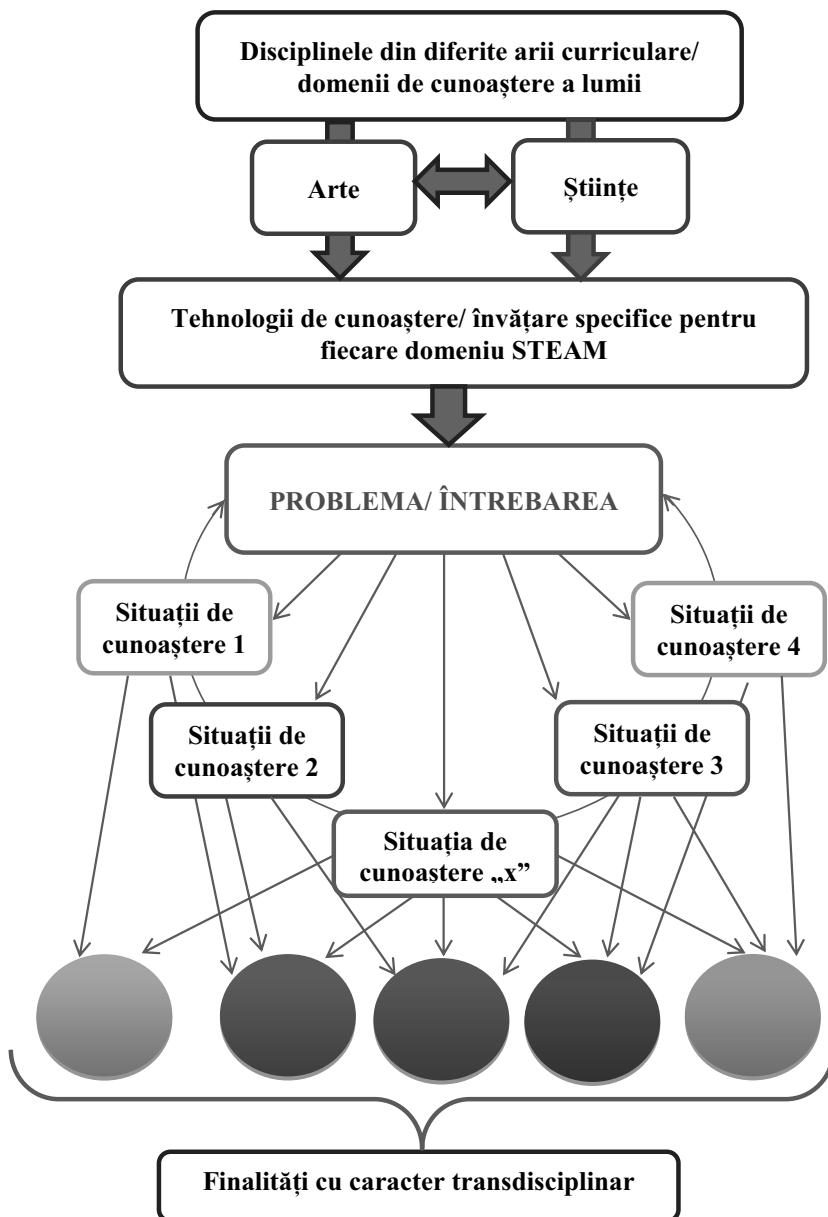 Disciplinele din diferite arii curriculare/
domenii de cunoaștere a lumii
Arte
Științe
Tehnologii de cunoaștere/ învățare specifice pentru
fiecare domeniu STEAM
PROBLEMA/ ÎNTREBAREA
Situații de
cunoaștere 1
Situații de
cunoaștere 4
Situații de
cunoaștere 2
Situații de
cunoaștere 3
Situația de
cunoaștere „x”
Finalități cu caracter transdisciplinar